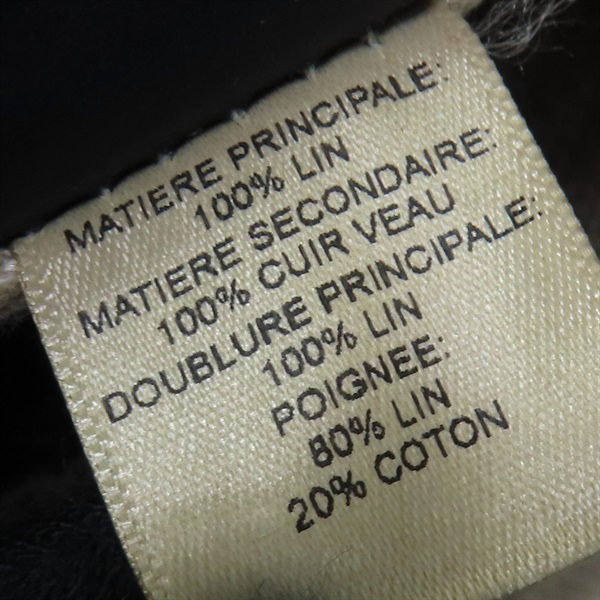 MATIERE PRINCIPALE:
100% LIN
MATIERE SECONDAIRE:
100% CUIR VEAU
DOUBLURE PRINCIPALE:
100% LIN
POIGNEE:
80% LIN
20% COTON